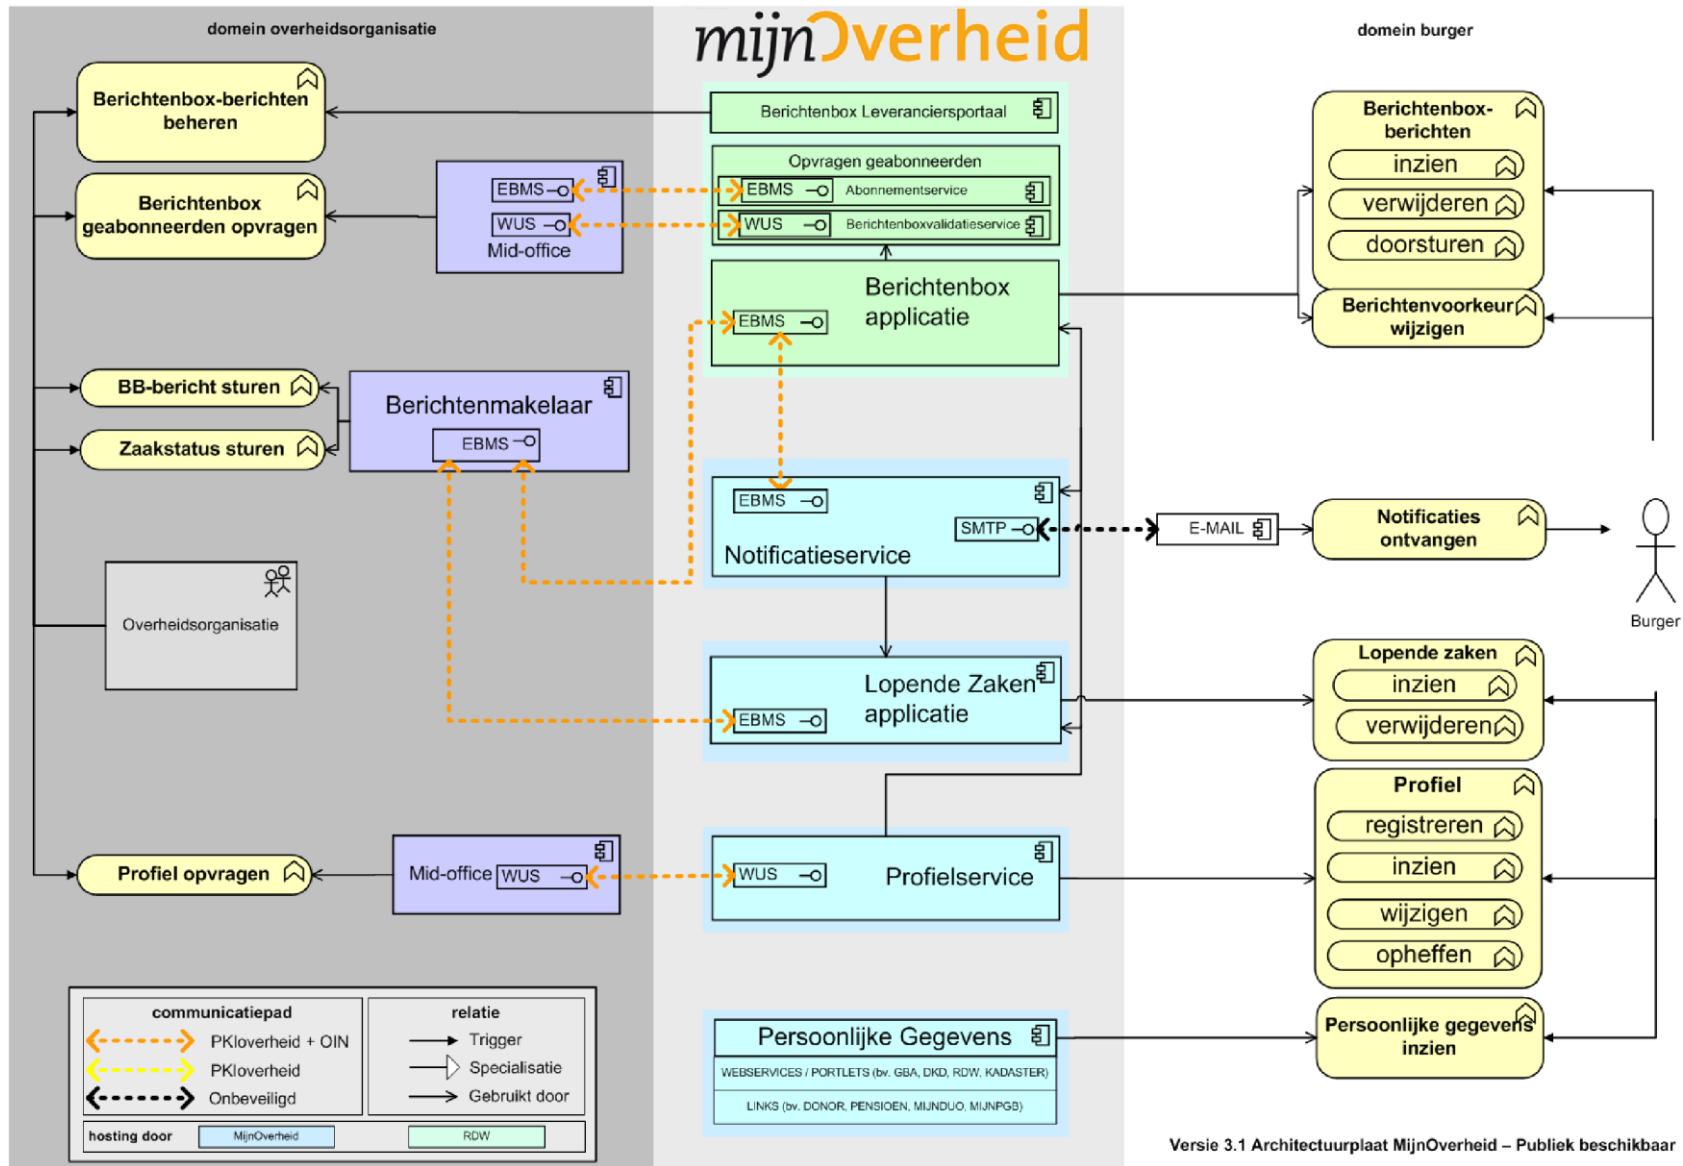 domein overheidsorganisatie
mijnOverheid
domein burger
Berichtenbox-berichten
beheren
Berichtenbox
geabonneerden opvragen
EBMS
WUS
Mid-office
Berichtenbox Leveranciersportaal
Opvragen geabonneerden
EBMS
Abonnementservice
WUS
Berichtenboxvalidatieservice
Berichtenbox
applicatie
EBMS
Berichtenbox-
berichten
inzien
verwijderen
doorsturen
Berichtenvoorkeur
wijzigen
BB-bericht sturen
Zaakstatus sturen
Berichtenmakelaar
EBMS
EBMS
SMTP
Notificatieservice
E-MAIL
Notificaties
ontvangen
Burger
Overheidsorganisatie
Lopende Zaken
applicatie
EBMS
Lopende zaken
inzien
verwijderen
Profiel opvragen
Mid-office
WUS
WUS
Profielservice
Profiel
registreren
inzien
wijzigen
opheffen
Persoonlijke Gegevens
WEBSERVICES / PORTLETS (bv. GBA, DKD, RDW, KADASTER)
LINKS (bv. DONOR, PENSIOEN, MIJNDUO, MIJNPGB)
Persoonlijke gegevens
inzien
communicatiepad
PKIoverheid + OIN
PKIoverheid
Onbeveiligd
relatie
Trigger
Specialisatie
Gebruikt door
hosting door
MijnOverheid
RDW
Versie 3.1 Architectuurplaat MijnOverheid – Publiek beschikbaar